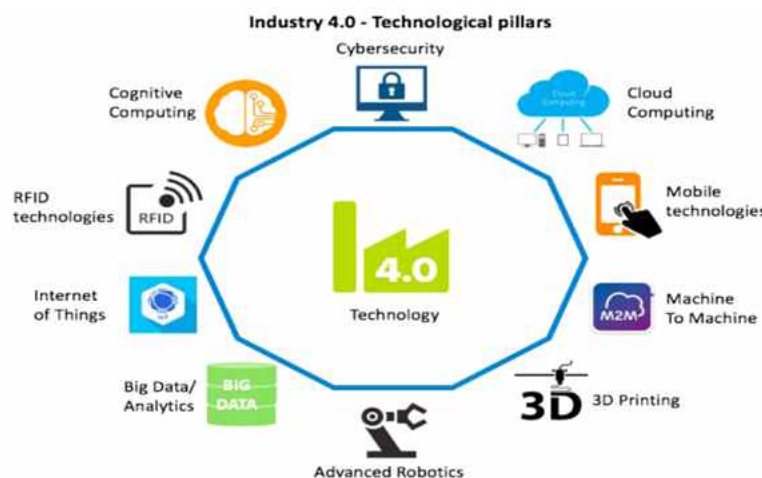 Industry 4.0 - Technological pillars
Cybersecurity
Cognitive
Computing
Cloud Computing
Cloud
Computing
RFID
technologies
RFID
Mobile
technologies
4.0
Technology
Internet
of Things
IoT
M2M
Machine
To Machine
Big Data/
Analytics
BIG
DATA
3D
3D Printing
Advanced Robotics